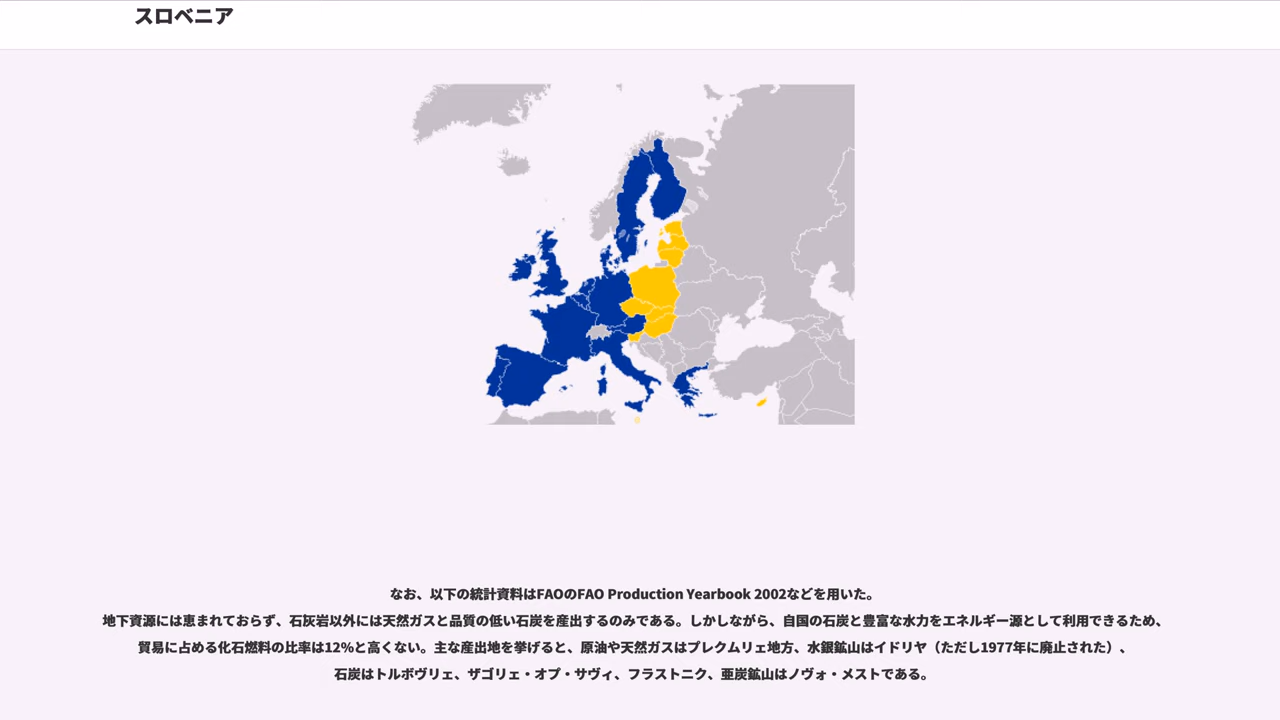 スロベニア
なお、以下の統計資料はFAOのFAO Production Yearbook 2002などを用いた。
地下資源には恵まれておらず、石灰岩以外には天然ガスと品質の低い石炭を産出するのみである。しかしながら、自国の石炭と豊富な水力をエネルギー源として利用できるため、
貿易に占める化石燃料の比率は12%と高くない。主な産出地を挙げると、原油や天然ガスはプレクムリェ地方、水銀鉱山はイドリヤ（ただし1977年に廃止された）、
石炭はトルボヴリェ、ザゴリェ・オプ・サヴィ、フラストニク、亜炭鉱山はノヴォ・メストである。